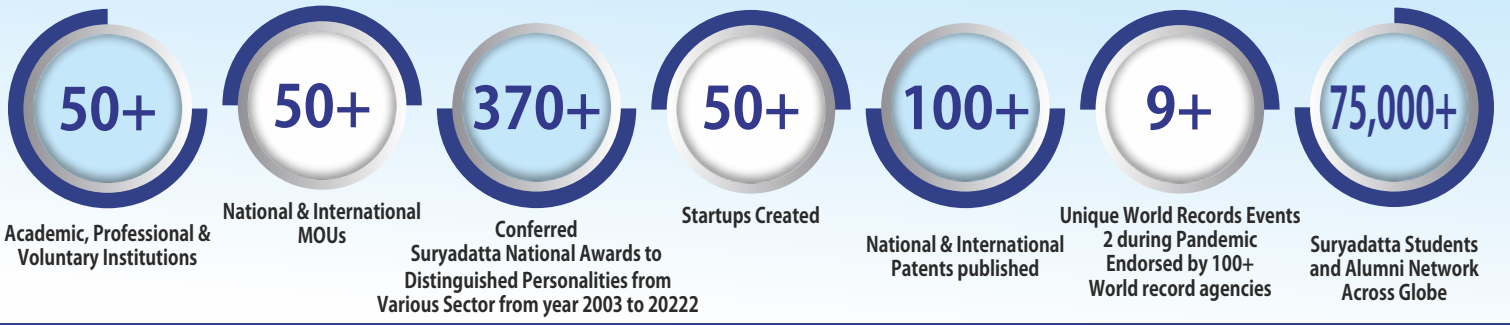 50+
Academic, Professional &
Voluntary Institutions
50+
National & International
MOUs
370+
Conferred
Suryadatta National Awards to
Distinguished Personalities from
Various Sector from year 2003 to 20222
50+
Startups Created
100+
National & International
Patents published
9+
Unique World Records Events
2 during Pandemic
Endorsed by 100+
World record agencies
75,000+
Suryadatta Students
and Alumni Network
Across Globe